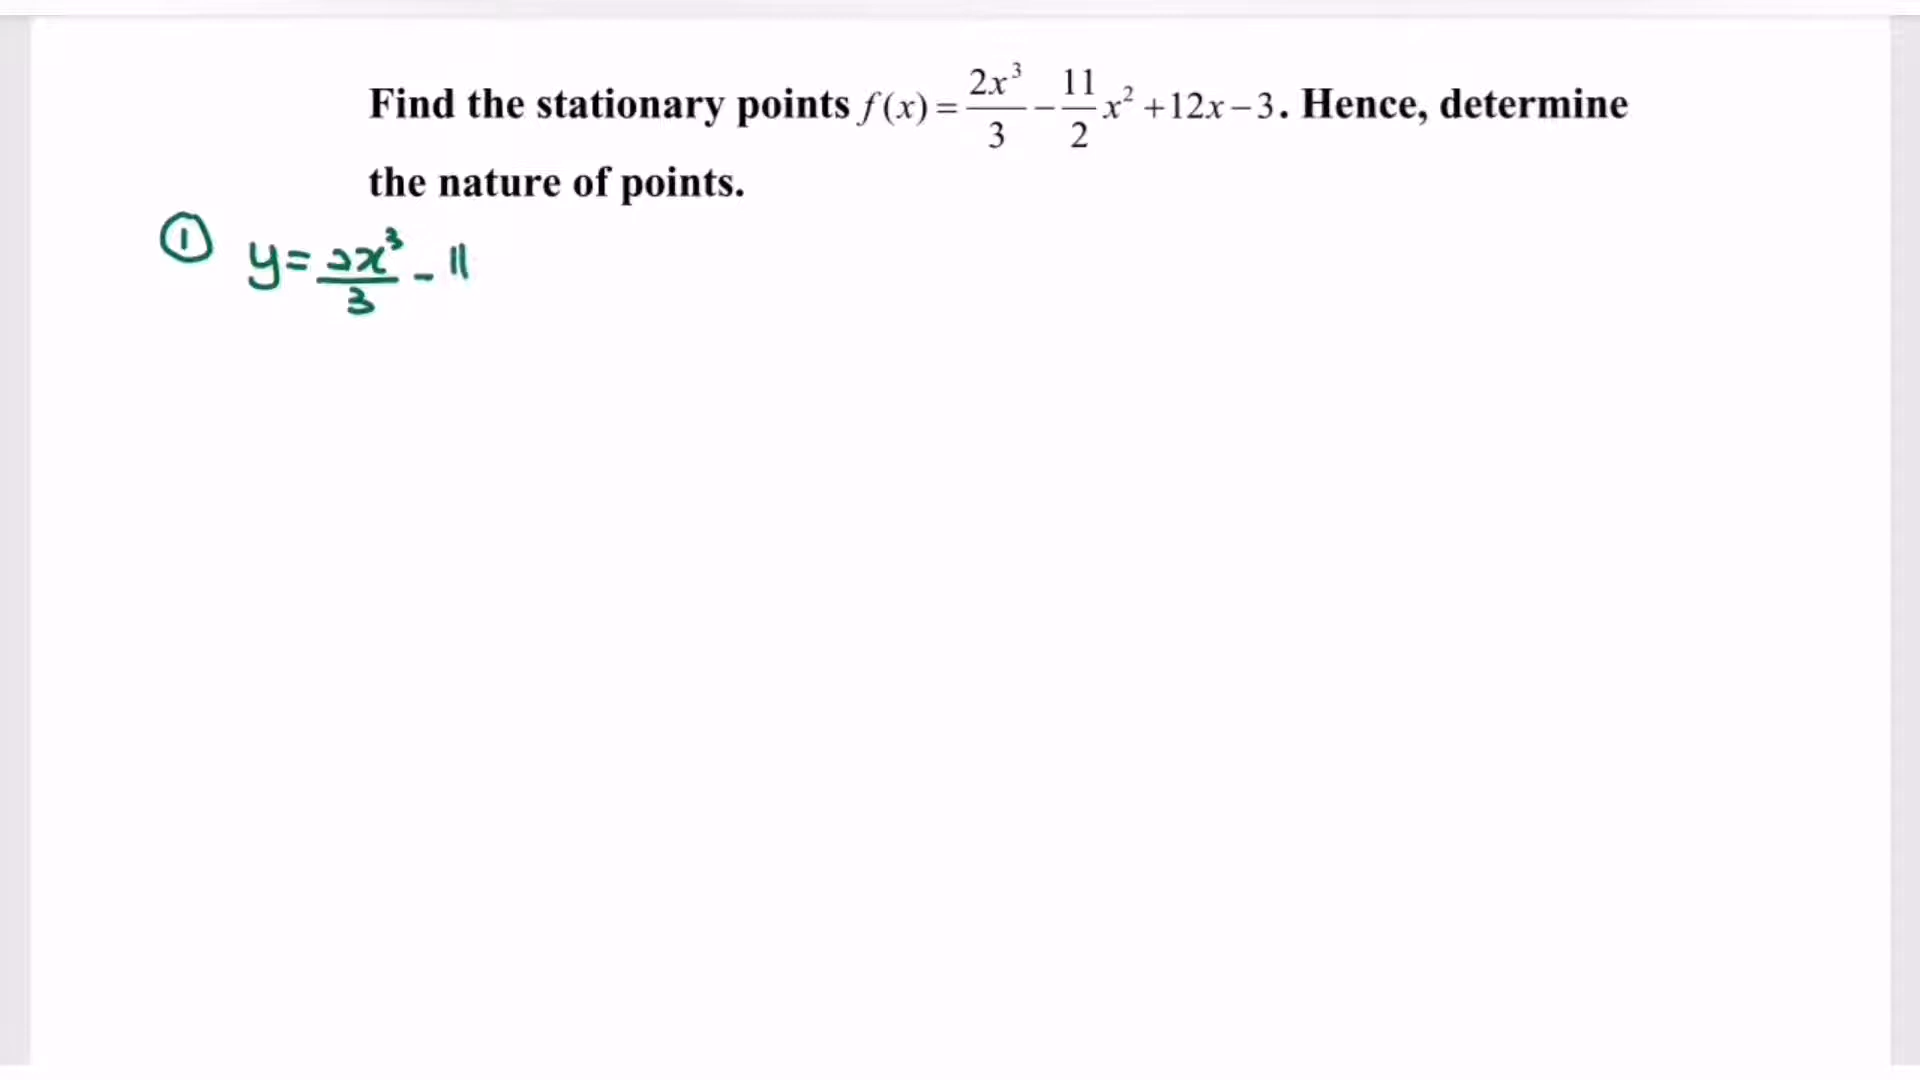 Find the stationary points f(x) = 2x³/3 − 11/2 x² + 12x − 3. Hence, determine
the nature of points.
① y = 2x³/3 − 11